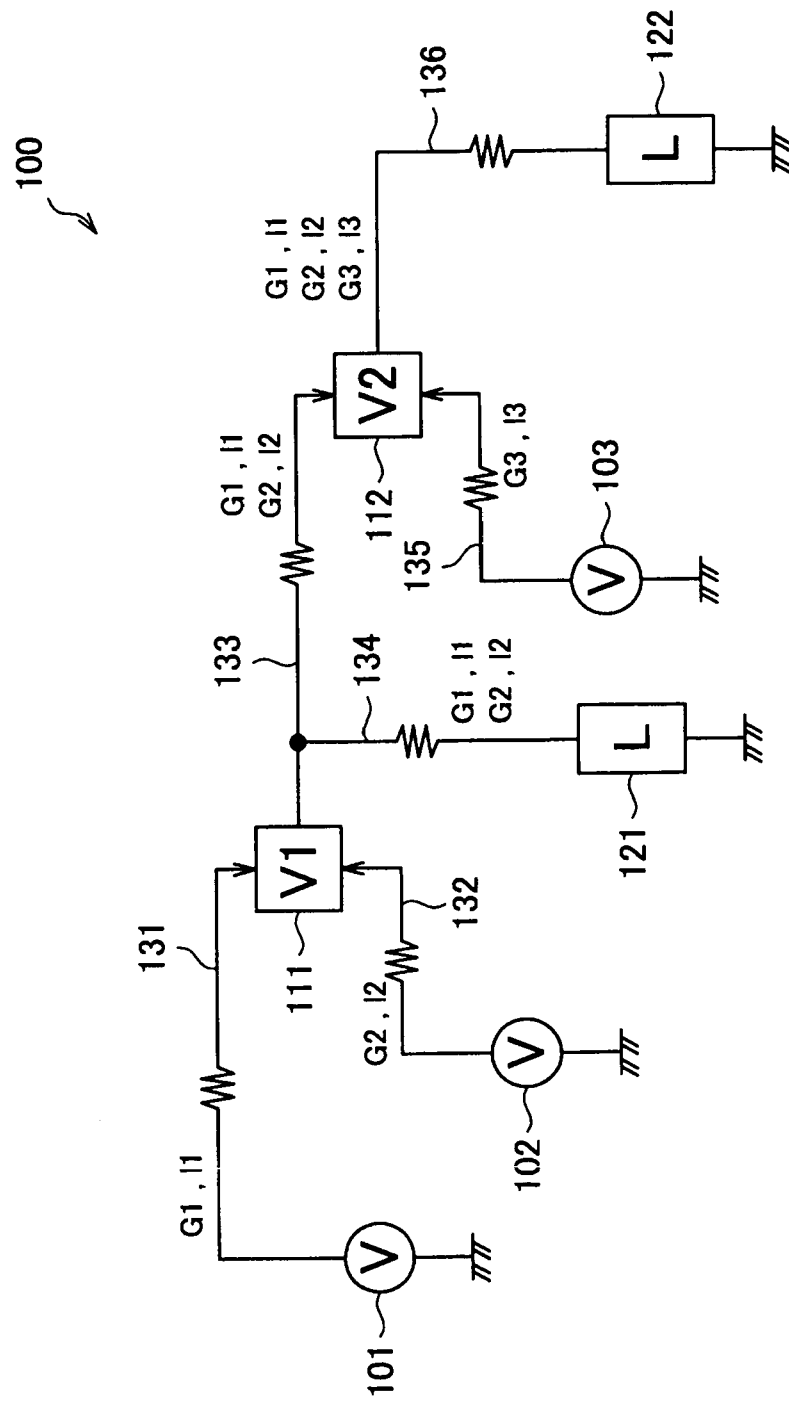 100
G1 , I1
G2 , I2
G3 , I3
136
122
L
G1 , I1
G2 , I2
V2
112
G3 , I3
135
103
V
133
134
G1 , I1
G2 , I2
L
121
131
V1
111
132
G2 , I2
V
102
G1 , I1
V
101